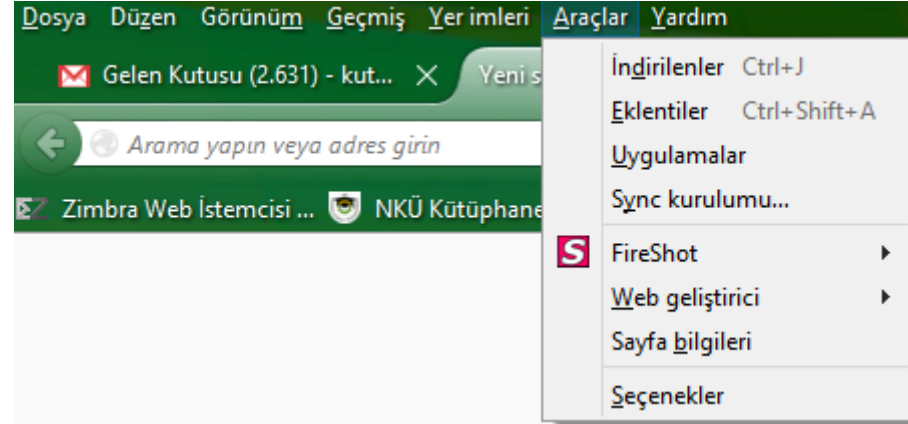 Dosya Düzen Görünüm Geçmiş Yer imleri Araçlar Yardım
Gelen Kutusu (2.631) - kut...
Yeni s
Arama yapın veya adres girin
Zimbra Web İstemcisi ...
NKÜ Kütüphane
İndirilenler Ctrl+J
Eklentiler Ctrl+Shift+A
Uygulamalar
Sync kurulumu...
S FireShot
Web geliştirici
Sayfa bilgileri
Seçenekler